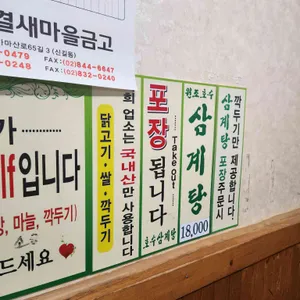 결새마을금고
마산로65길 3 (신길동)
-0479 FAX:(02)844-6647
-0208 FAX:(02)832-0240
가
lf입니다
, 마늘, 깍두기)
드세요
닭고기·쌀·깍두기
희 업소는 국내산만 사용합니다
포장
Take out
됩니다
호수삼계탕
원조.호수
삼계탕
18,000
깍두기만 제공합니다.
삼계탕 포장주문시